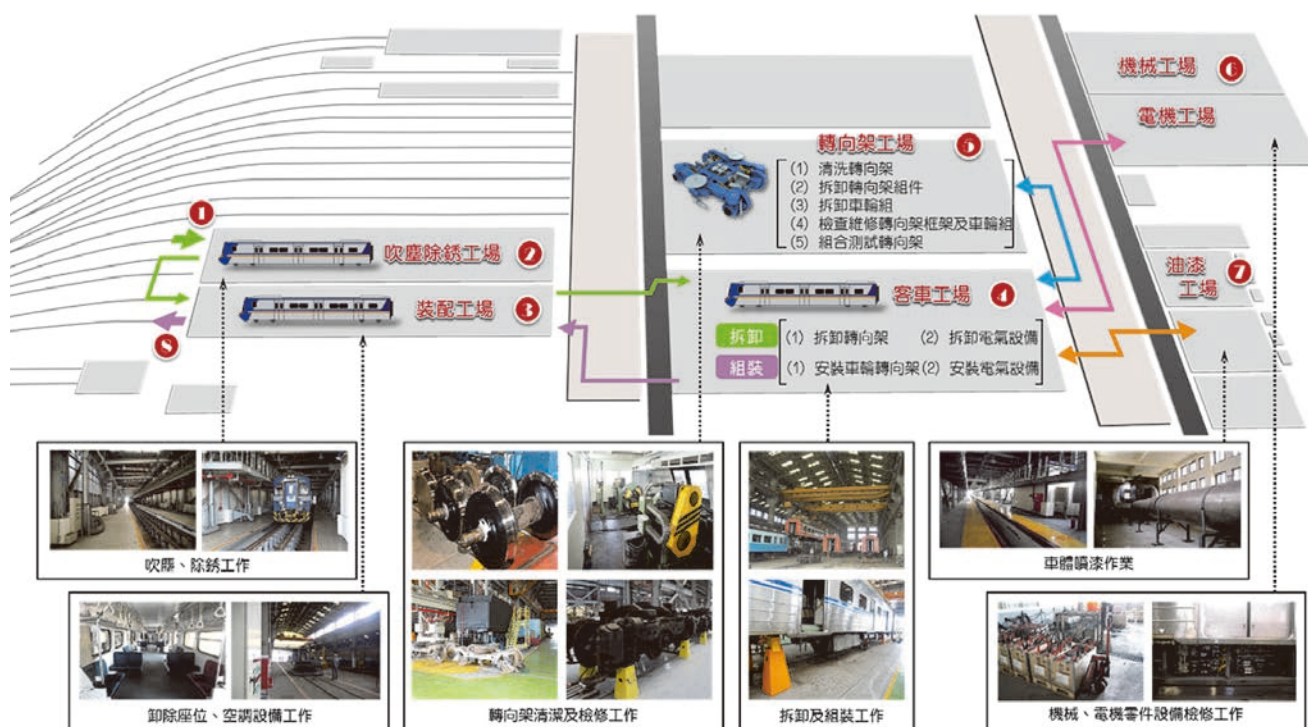 機械工場 6
電機工場
轉向架工場 5
(1) 清洗轉向架
(2) 拆卸轉向架組件
(3) 拆卸車輪組
(4) 檢查維修轉向架框架及車輪組
(5) 組合測試轉向架
1
吹塵除銹工場 2
油漆工場 7
裝配工場 3
客車工場 4
8
拆卸 (1) 拆卸轉向架 (2) 拆卸電氣設備
組裝 (1) 安裝車輪轉向架 (2) 安裝電氣設備
吹塵、除銹工作
車體噴漆作業
卸除座位、空調設備工作
轉向架清潔及檢修工作
拆卸及組裝工作
機械、電機零件設備檢修工作